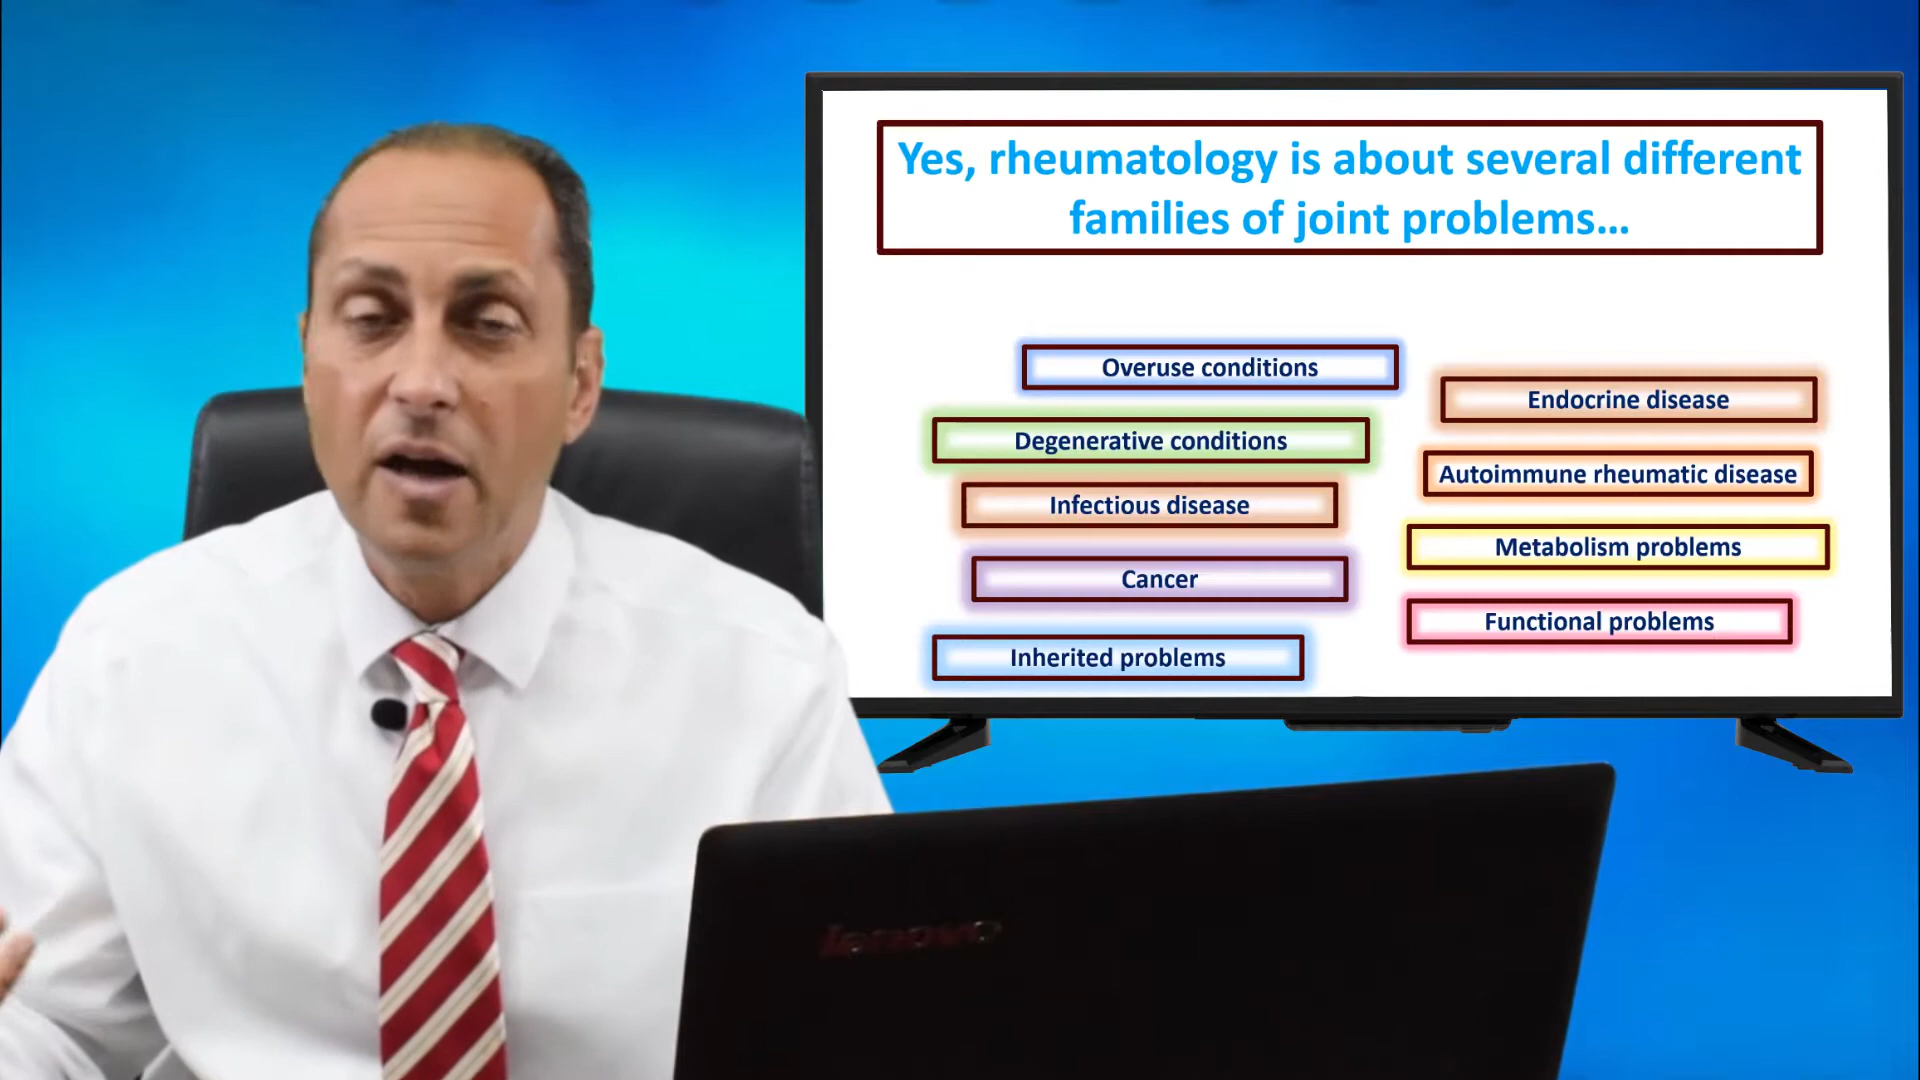 Yes, rheumatology is about several different
families of joint problems...
Overuse conditions
Degenerative conditions
Infectious disease
Cancer
Inherited problems
Endocrine disease
Autoimmune rheumatic disease
Metabolism problems
Functional problems
lenovo